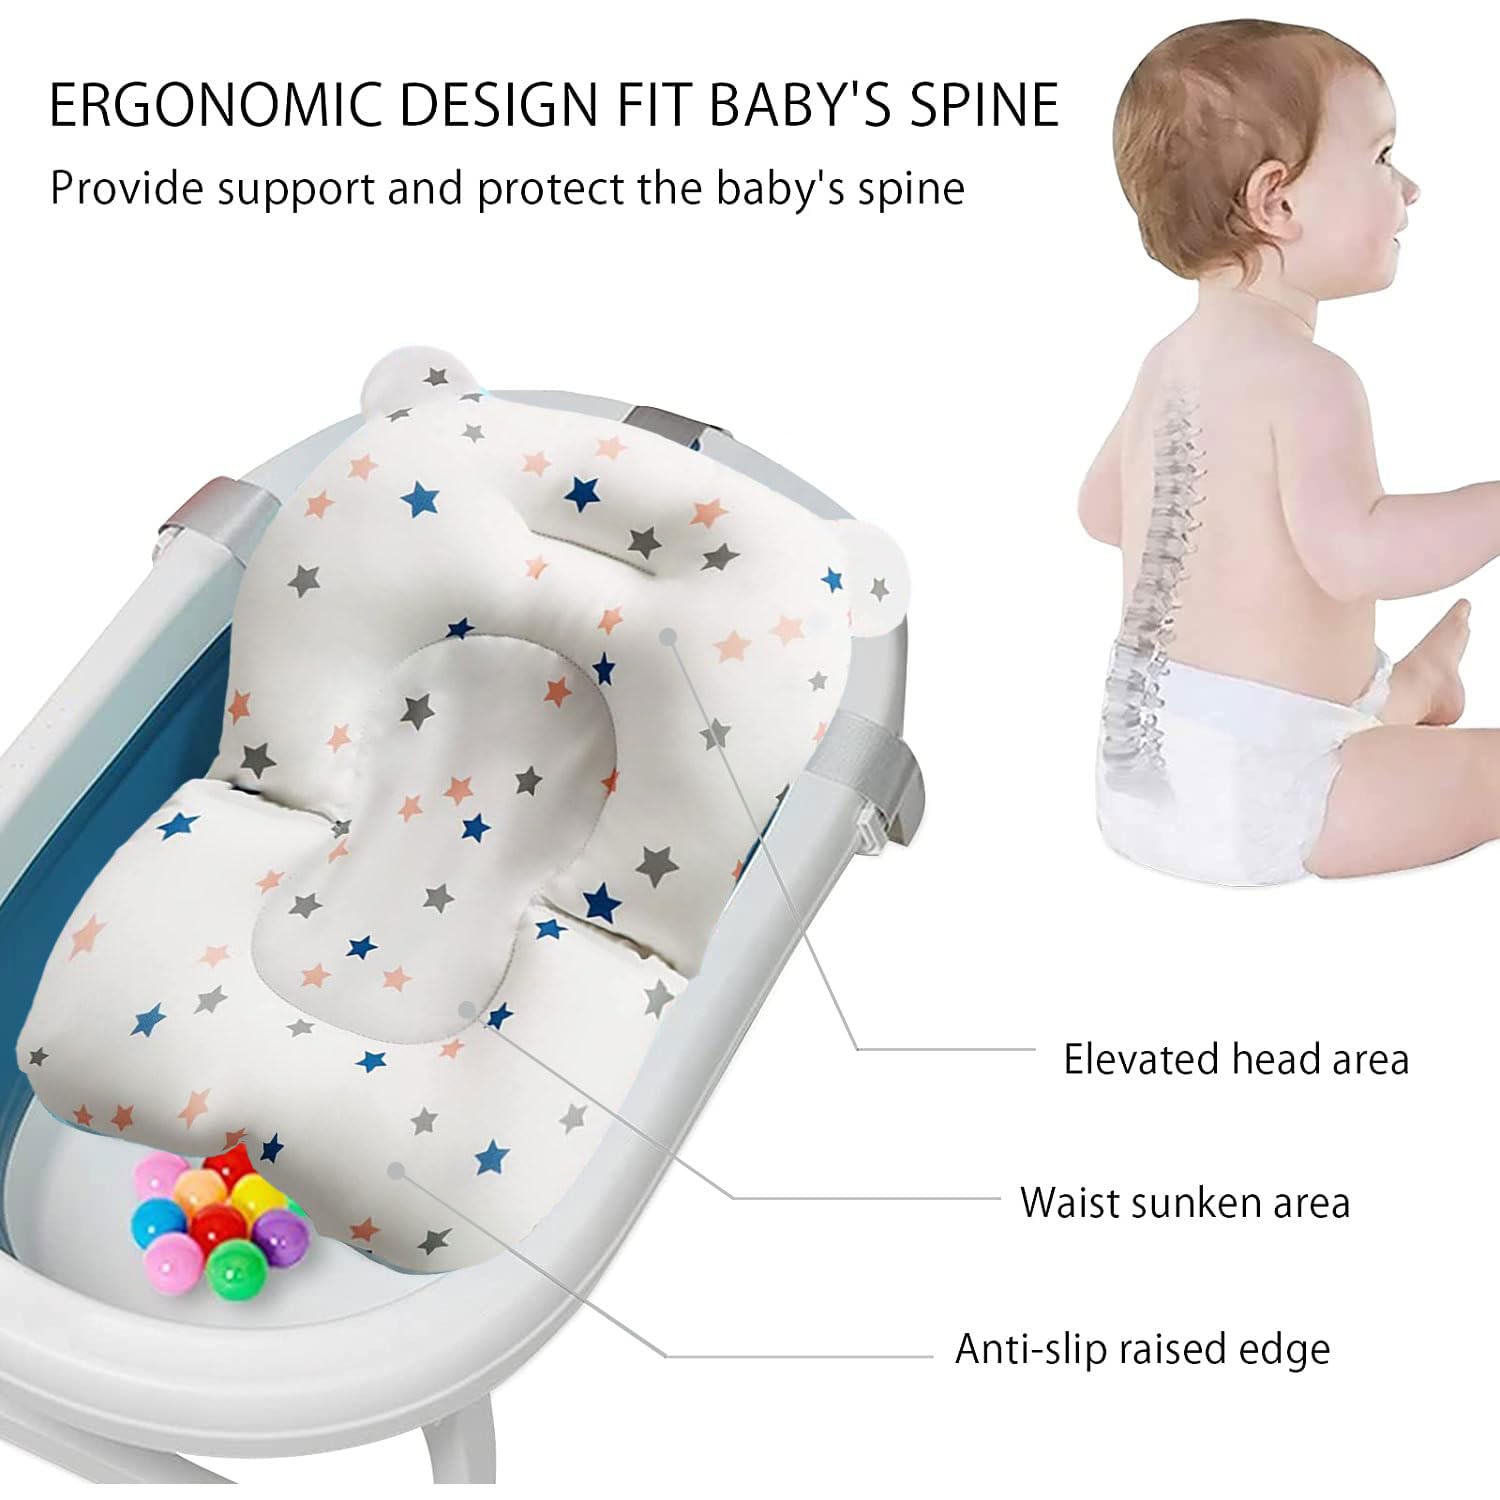 ERGONOMIC DESIGN FIT BABY'S SPINE
Provide support and protect the baby's spine
Elevated head area
Waist sunken area
Anti-slip raised edge